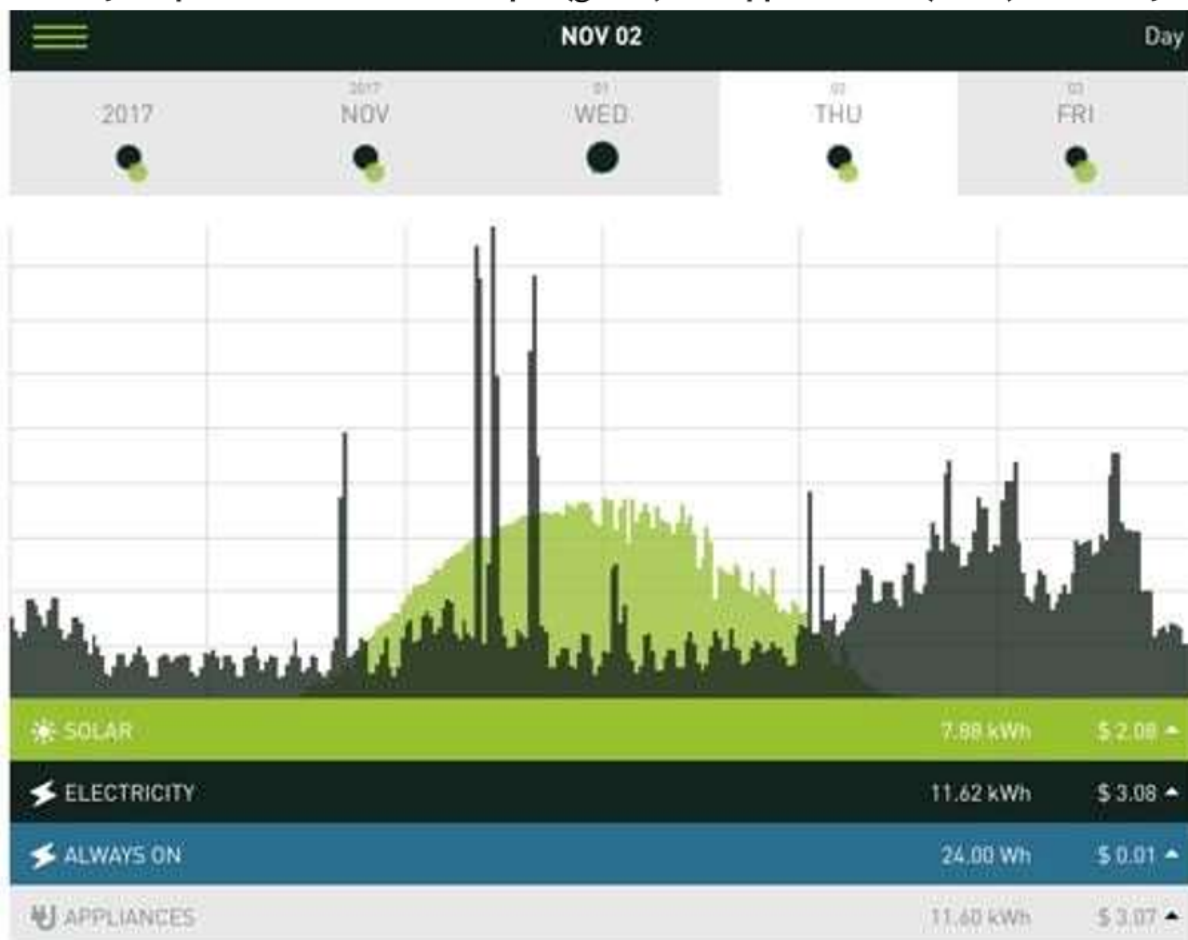 NOV 02 Day
2017 01 02 03
2017 NOV WED THU FRI
SOLAR 7.88 kWh $ 2.08
ELECTRICITY 11.62 kWh $ 3.08
ALWAYS ON 24.00 Wh $ 0.01
APPLIANCES 11.60 kWh $ 3.07